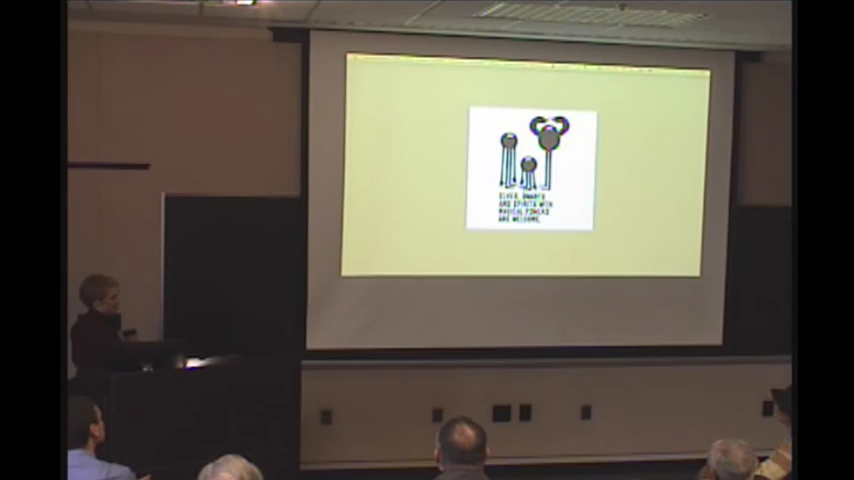 ELVES, DWARFS
AND SPIRITS WITH
MAGICAL POWERS
ARE WELCOME.